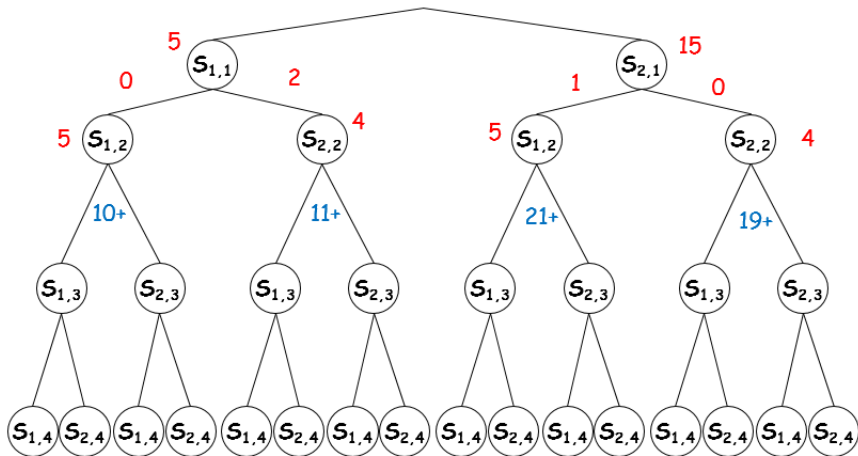 5 15
S1,1 S2,1
0 2 1 0
5 S1,2 S2,2 4 5 S1,2 S2,2 4
10+ 11+ 21+ 19+
S1,3 S2,3 S1,3 S2,3 S1,3 S2,3 S1,3 S2,3
S1,4 S2,4 S1,4 S2,4 S1,4 S2,4 S1,4 S2,4 S1,4 S2,4 S1,4 S2,4 S1,4 S2,4 S1,4 S2,4